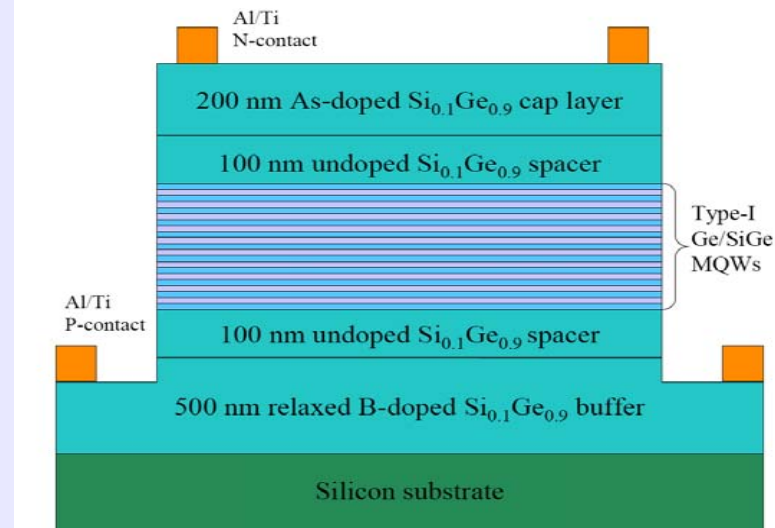 Al/Ti
N-contact
200 nm As-doped Si₀.₁Ge₀.₉ cap layer
100 nm undoped Si₀.₁Ge₀.₉ spacer
Type-I
Ge/SiGe
MQWs
Al/Ti
P-contact
100 nm undoped Si₀.₁Ge₀.₉ spacer
500 nm relaxed B-doped Si₀.₁Ge₀.₉ buffer
Silicon substrate